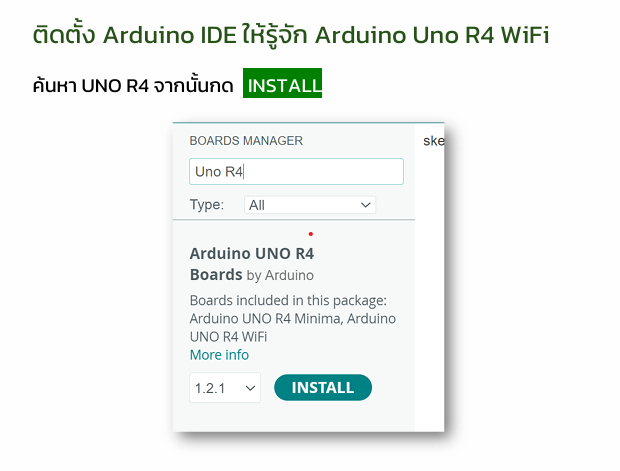 ติดตั้ง Arduino IDE ให้รู้จัก Arduino Uno R4 WiFi
ค้นหา UNO R4 จากนั้นกด INSTALL
BOARDS MANAGER
ske
Uno R4
Type: All
Arduino UNO R4
Boards by Arduino
Boards included in this package:
Arduino UNO R4 Minima, Arduino
UNO R4 WiFi
More info
1.2.1 INSTALL